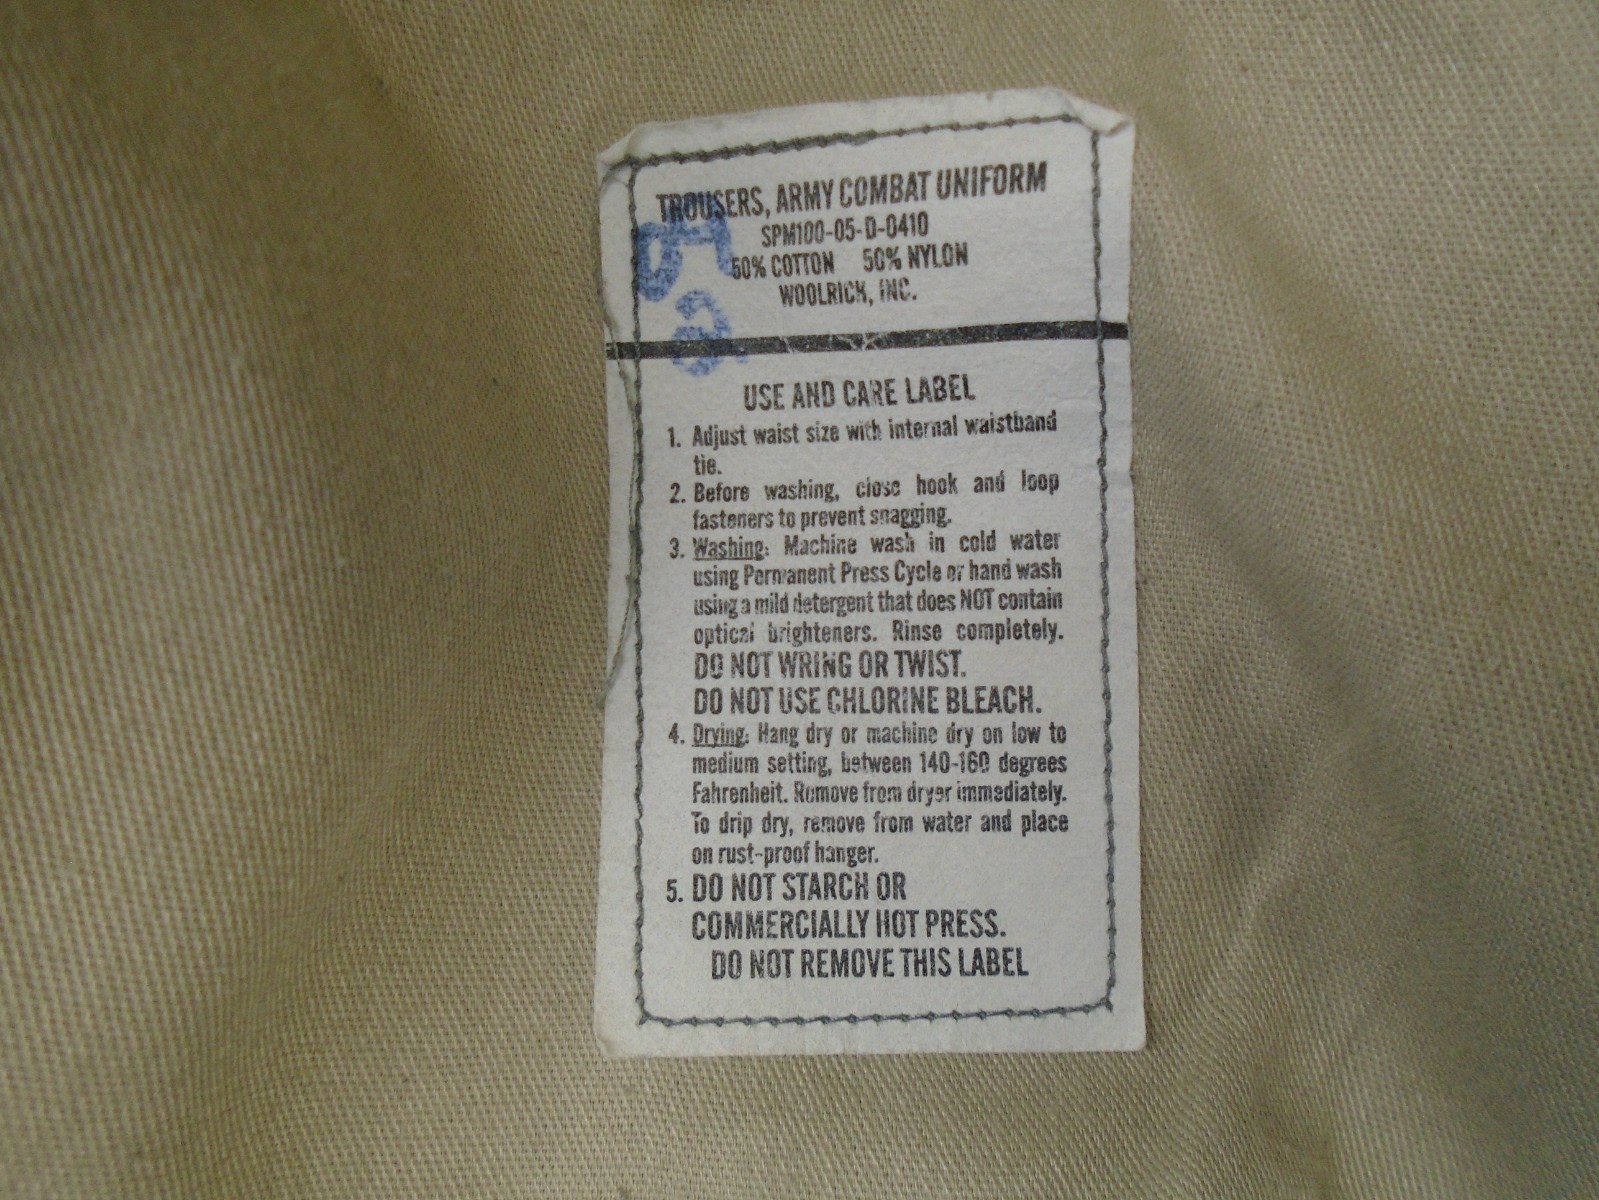 TROUSERS, ARMY COMBAT UNIFORM
SPM100-05-D-0410
50% COTTON 50% NYLON
WOOLRICH, INC.
USE AND CARE LABEL
1. Adjust waist size with internal waistband
tie.
2. Before washing, close hook and loop
fasteners to prevent snagging.
3. Washing: Machine wash in cold water
using Permanent Press Cycle or hand wash
using a mild detergent that does NOT contain
optical brighteners. Rinse completely.
DO NOT WRING OR TWIST.
DO NOT USE CHLORINE BLEACH.
4. Drying: Hang dry or machine dry on low to
medium setting, between 140-160 degrees
Fahrenheit. Remove from dryer immediately.
To drip dry, remove from water and place
on rust-proof hanger.
5. DO NOT STARCH OR
COMMERCIALLY HOT PRESS.
DO NOT REMOVE THIS LABEL